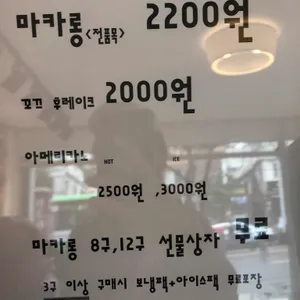 마카롱<전품목> 2200원
꼬끄 후레이크 2000원
아메리카노 HOT ICE
2500원 ,3000원
마카롱 8구,12구 선물상자 무료
3구 이상 구매시 보냉팩+아이스팩 무료포장